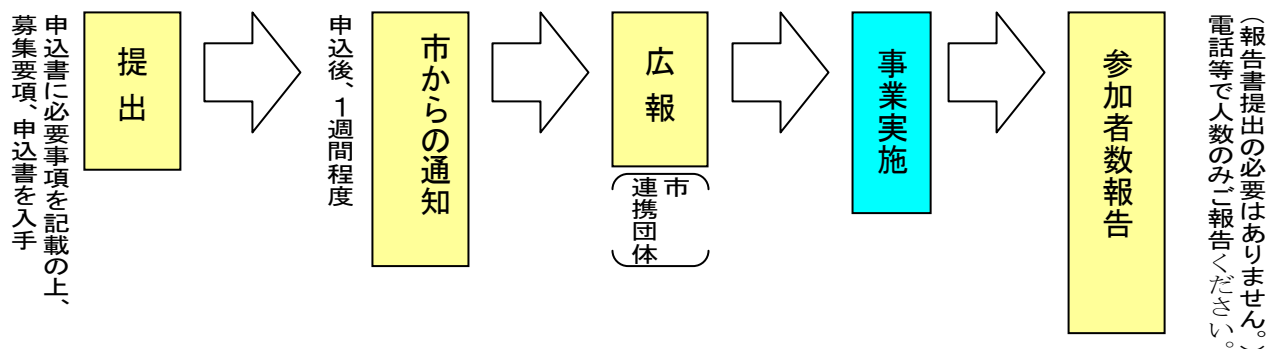 申込書に必要事項を記載の上、
募集要項、申込書を入手
提出
申込後、1週間程度
市からの通知
広報
市
連携団体
事業実施
参加者数報告
（報告書提出の必要はありません。）
電話等で人数のみご報告ください。